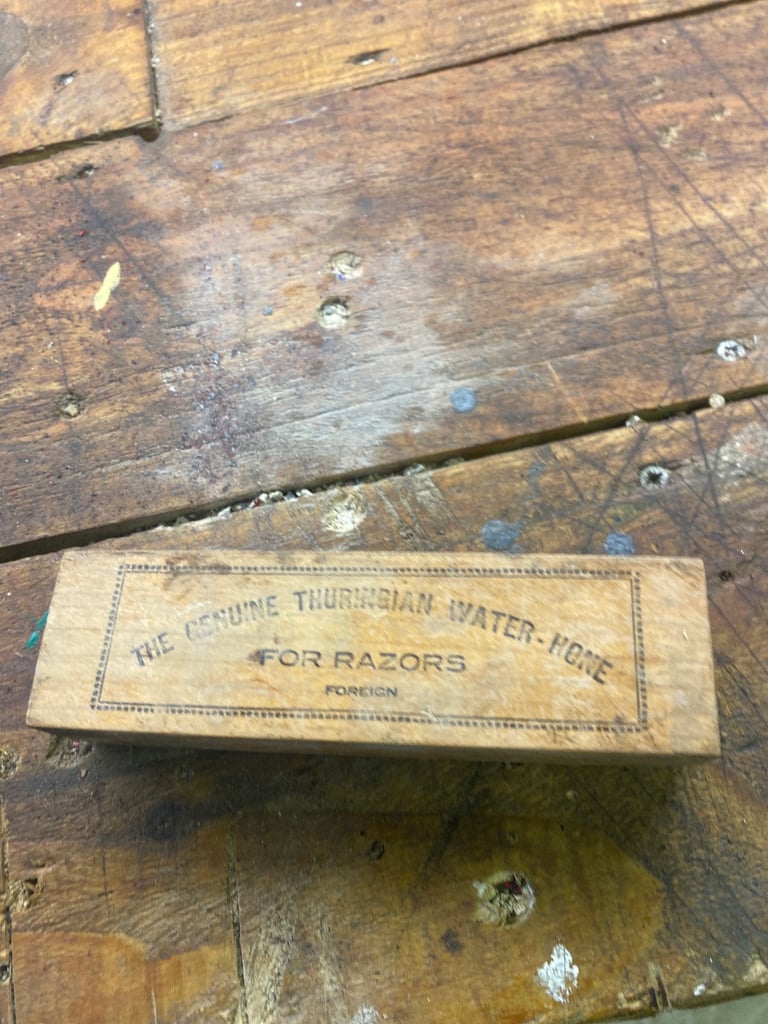 THE GENUINE THURINGIAN WATER-HONE
FOR RAZORS
FOREIGN